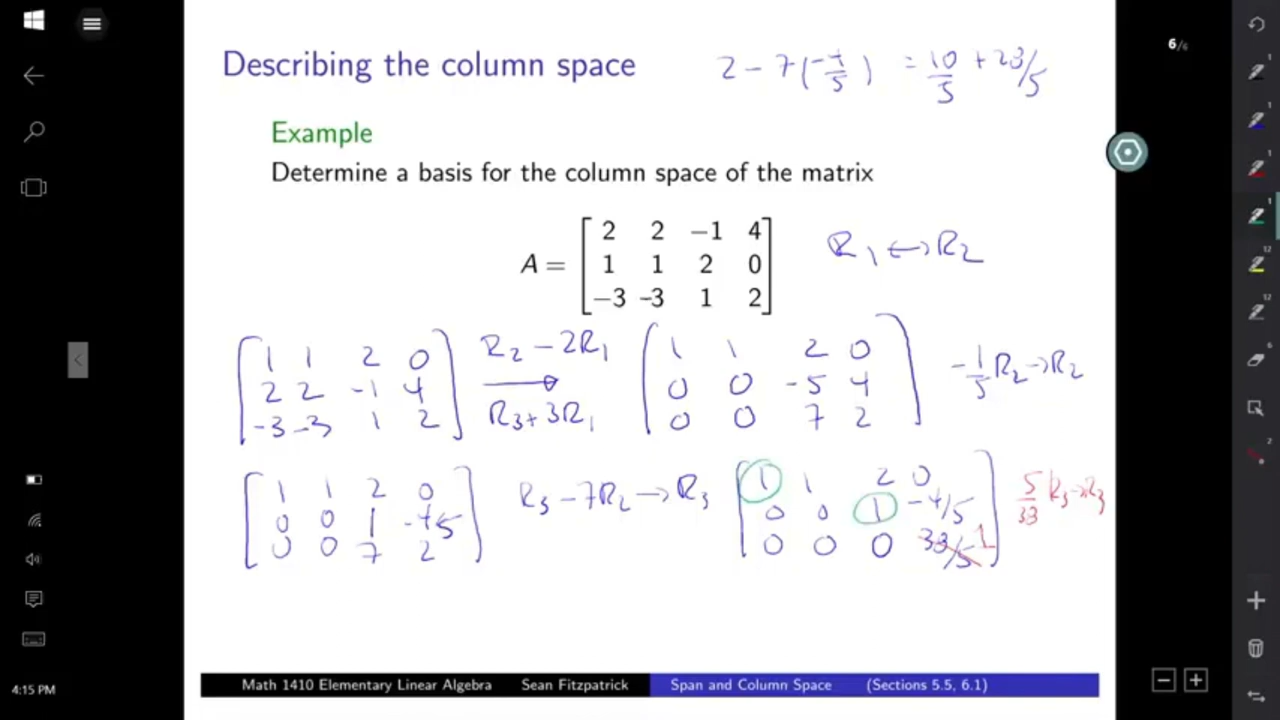 6/6
Describing the column space
2 - 7(-4/5) = 10/5 + 28/5
Example
Determine a basis for the column space of the matrix
A =
2 2 −1 4
1 1 2 0
−3 -3 1 2
R1 ↔ R2
1 1 2 0
2 2 -1 4
-3 -3 1 2
R2 - 2R1
R3 + 3R1
1 1 2 0
0 0 -5 4
0 0 7 2
-1/5 R2 → R2
1 1 2 0
0 0 1 -4/5
0 0 7 2
R3 - 7R2 → R3
1 1 2 0
0 0 1 -4/5
0 0 0 38/5 1
5/38 R3 → R3
Math 1410 Elementary Linear Algebra Sean Fitzpatrick Span and Column Space (Sections 5.5, 6.1)
4:15 PM